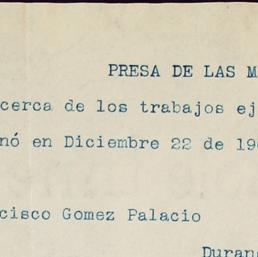 PRESA DE LAS M
cerca de los trabajos ej
nó en Diciembre 22 de 19
cisco Gomez Palacio
Duran